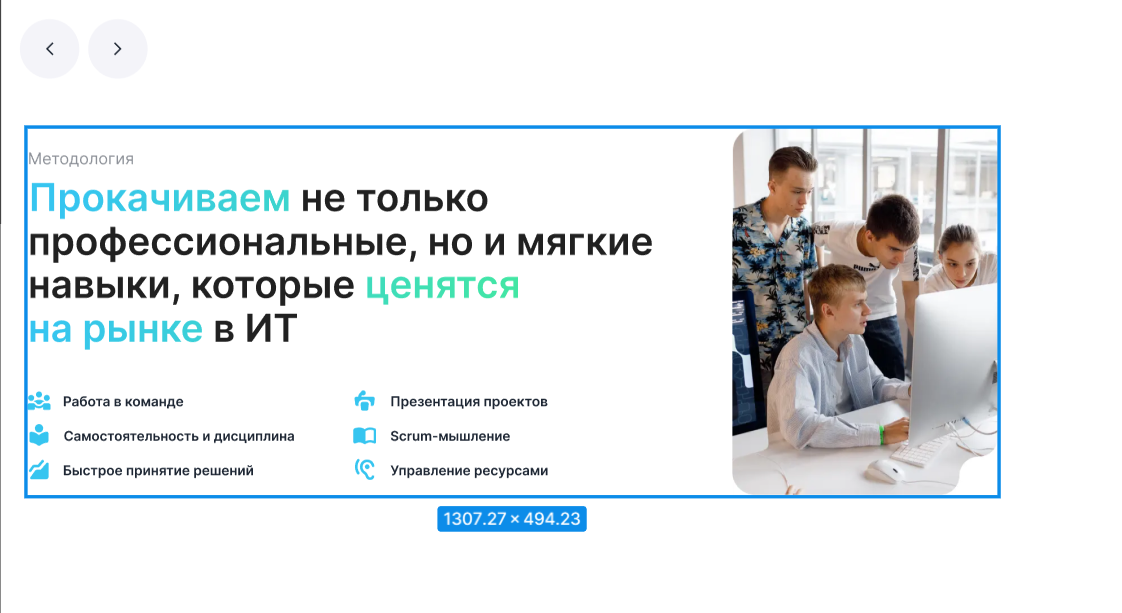 Методология
Прокачиваем не только
профессиональные, но и мягкие
навыки, которые ценятся
на рынке в ИТ
Работа в команде
Презентация проектов
Самостоятельность и дисциплина
Scrum-мышление
Быстрое принятие решений
Управление ресурсами
PUMA
1307.27 × 494.23